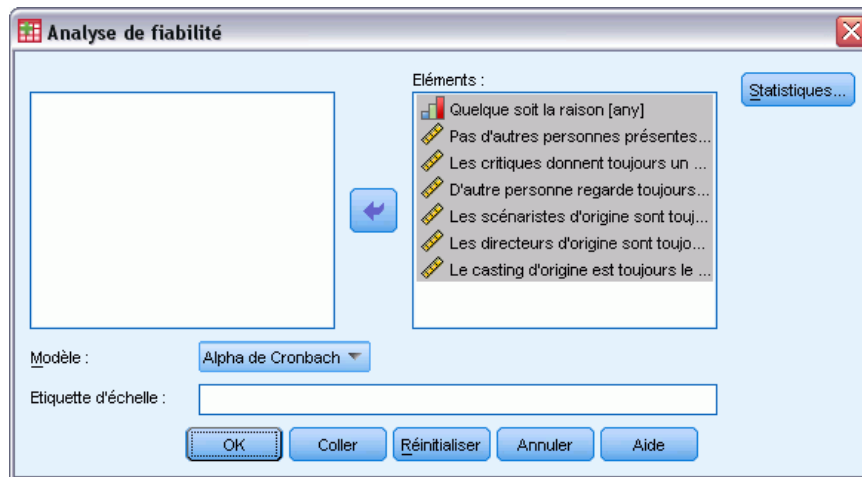 Analyse de fiabilité
Eléments :
Statistiques...
Quelque soit la raison [any]
Pas d'autres personnes présentes...
Les critiques donnent toujours un ...
D'autre personne regarde toujours...
Les scénaristes d'origine sont touj...
Les directeurs d'origine sont toujo...
Le casting d'origine est toujours le ...
Modèle :
Alpha de Cronbach
Etiquette d'échelle :
OK
Coller
Réinitialiser
Annuler
Aide